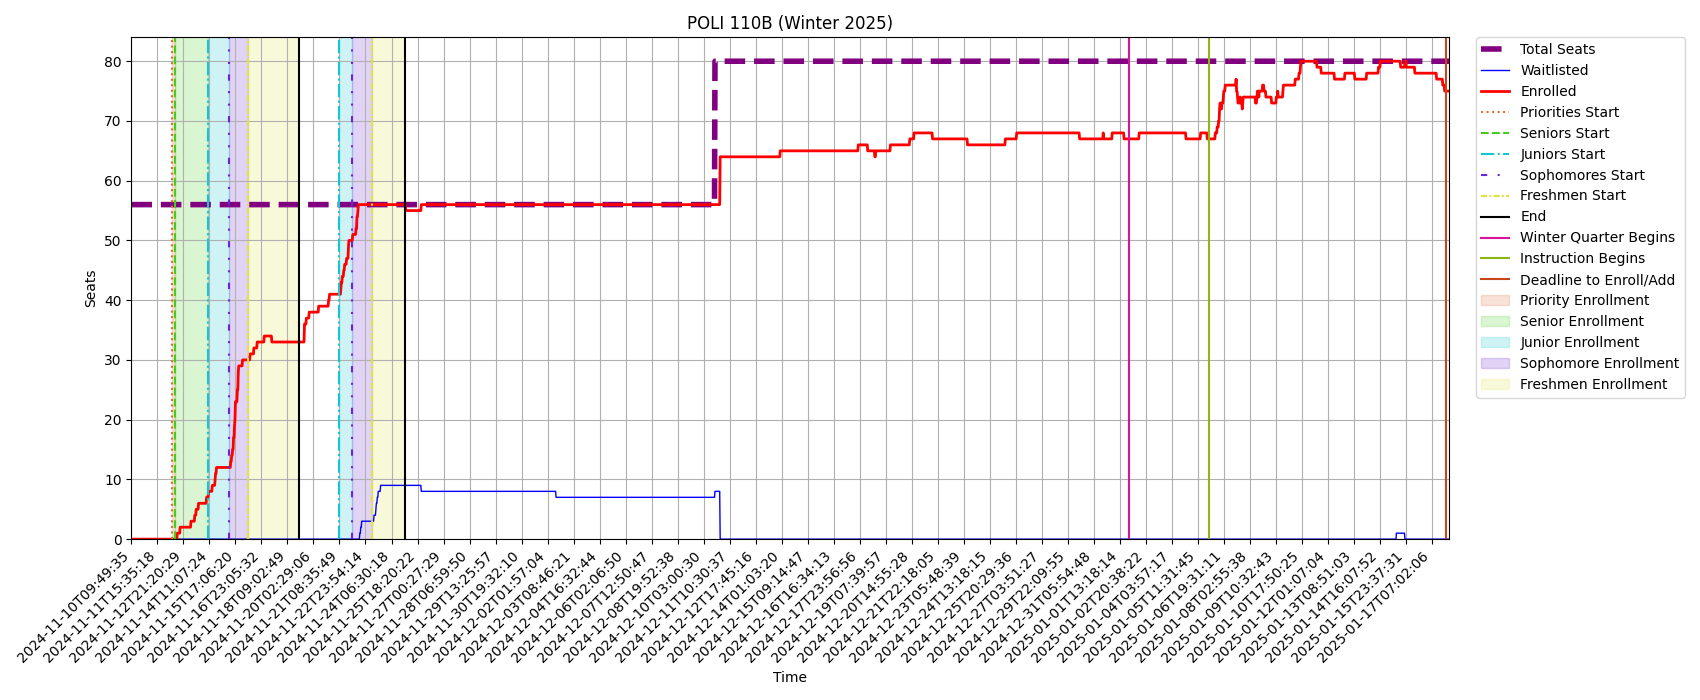 POLI 110B (Winter 2025)
Seats
80
70
60
50
40
30
20
10
0
2024-11-10T09:49:35
2024-11-11T15:35:18
2024-11-12T21:20:29
2024-11-14T11:07:24
2024-11-15T17:06:20
2024-11-16T23:05:32
2024-11-18T09:02:49
2024-11-20T02:29:06
2024-11-21T08:35:49
2024-11-22T23:54:14
2024-11-24T06:30:18
2024-11-25T18:20:22
2024-11-27T00:27:29
2024-11-28T06:59:50
2024-11-29T13:25:57
2024-11-30T19:32:10
2024-12-02T01:57:04
2024-12-03T08:46:21
2024-12-04T16:32:44
2024-12-06T02:06:50
2024-12-07T12:50:47
2024-12-08T19:52:38
2024-12-10T03:00:30
2024-12-11T10:30:37
2024-12-12T17:45:16
2024-12-14T01:03:20
2024-12-15T09:14:47
2024-12-16T16:34:13
2024-12-17T23:56:56
2024-12-19T07:39:57
2024-12-20T14:55:28
2024-12-21T22:18:05
2024-12-23T05:48:39
2024-12-24T13:18:15
2024-12-25T20:29:36
2024-12-27T03:51:27
2024-12-29T22:09:55
2024-12-31T05:54:48
2025-01-01T13:18:14
2025-01-02T20:38:22
2025-01-04T03:57:17
2025-01-05T11:31:45
2025-01-06T19:31:11
2025-01-08T02:55:38
2025-01-09T10:32:43
2025-01-10T17:50:25
2025-01-12T01:07:04
2025-01-13T08:51:03
2025-01-14T16:07:52
2025-01-15T23:37:31
2025-01-17T07:02:06
Time
Total Seats
Waitlisted
Enrolled
Priorities Start
Seniors Start
Juniors Start
Sophomores Start
Freshmen Start
End
Winter Quarter Begins
Instruction Begins
Deadline to Enroll/Add
Priority Enrollment
Senior Enrollment
Junior Enrollment
Sophomore Enrollment
Freshmen Enrollment